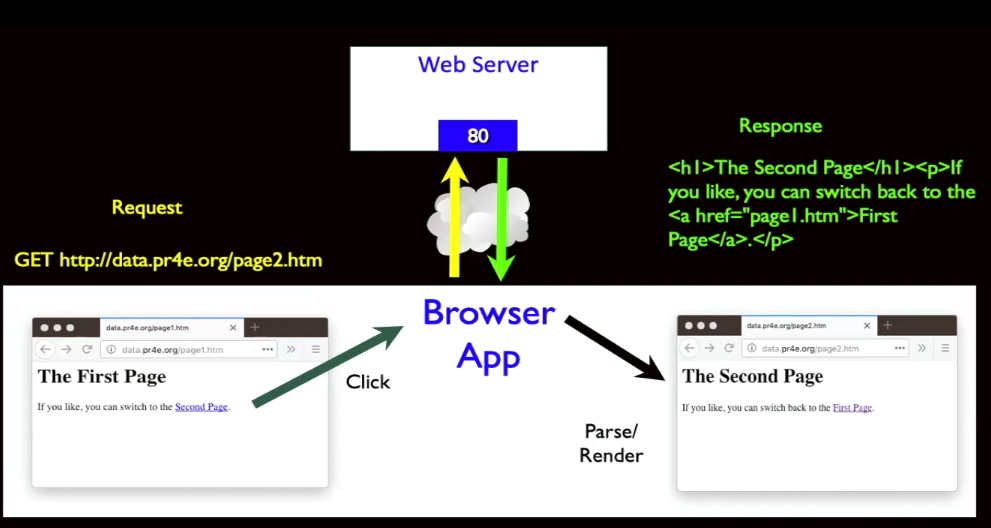 Web Server
80
Response
<h1>The Second Page</h1><p>If
you like, you can switch back to the
<a href="page1.htm">First
Page</a>.</p>
Request
GET http://data.pr4e.org/page2.htm
Browser
App
data.pr4e.org/page1.htm
data.pr4e.org/page1.htm
The First Page
If you like, you can switch to the Second Page.
Click
Parse/
Render
data.pr4e.org/page2.htm
data.pr4e.org/page2.htm
The Second Page
If you like, you can switch back to the First Page.